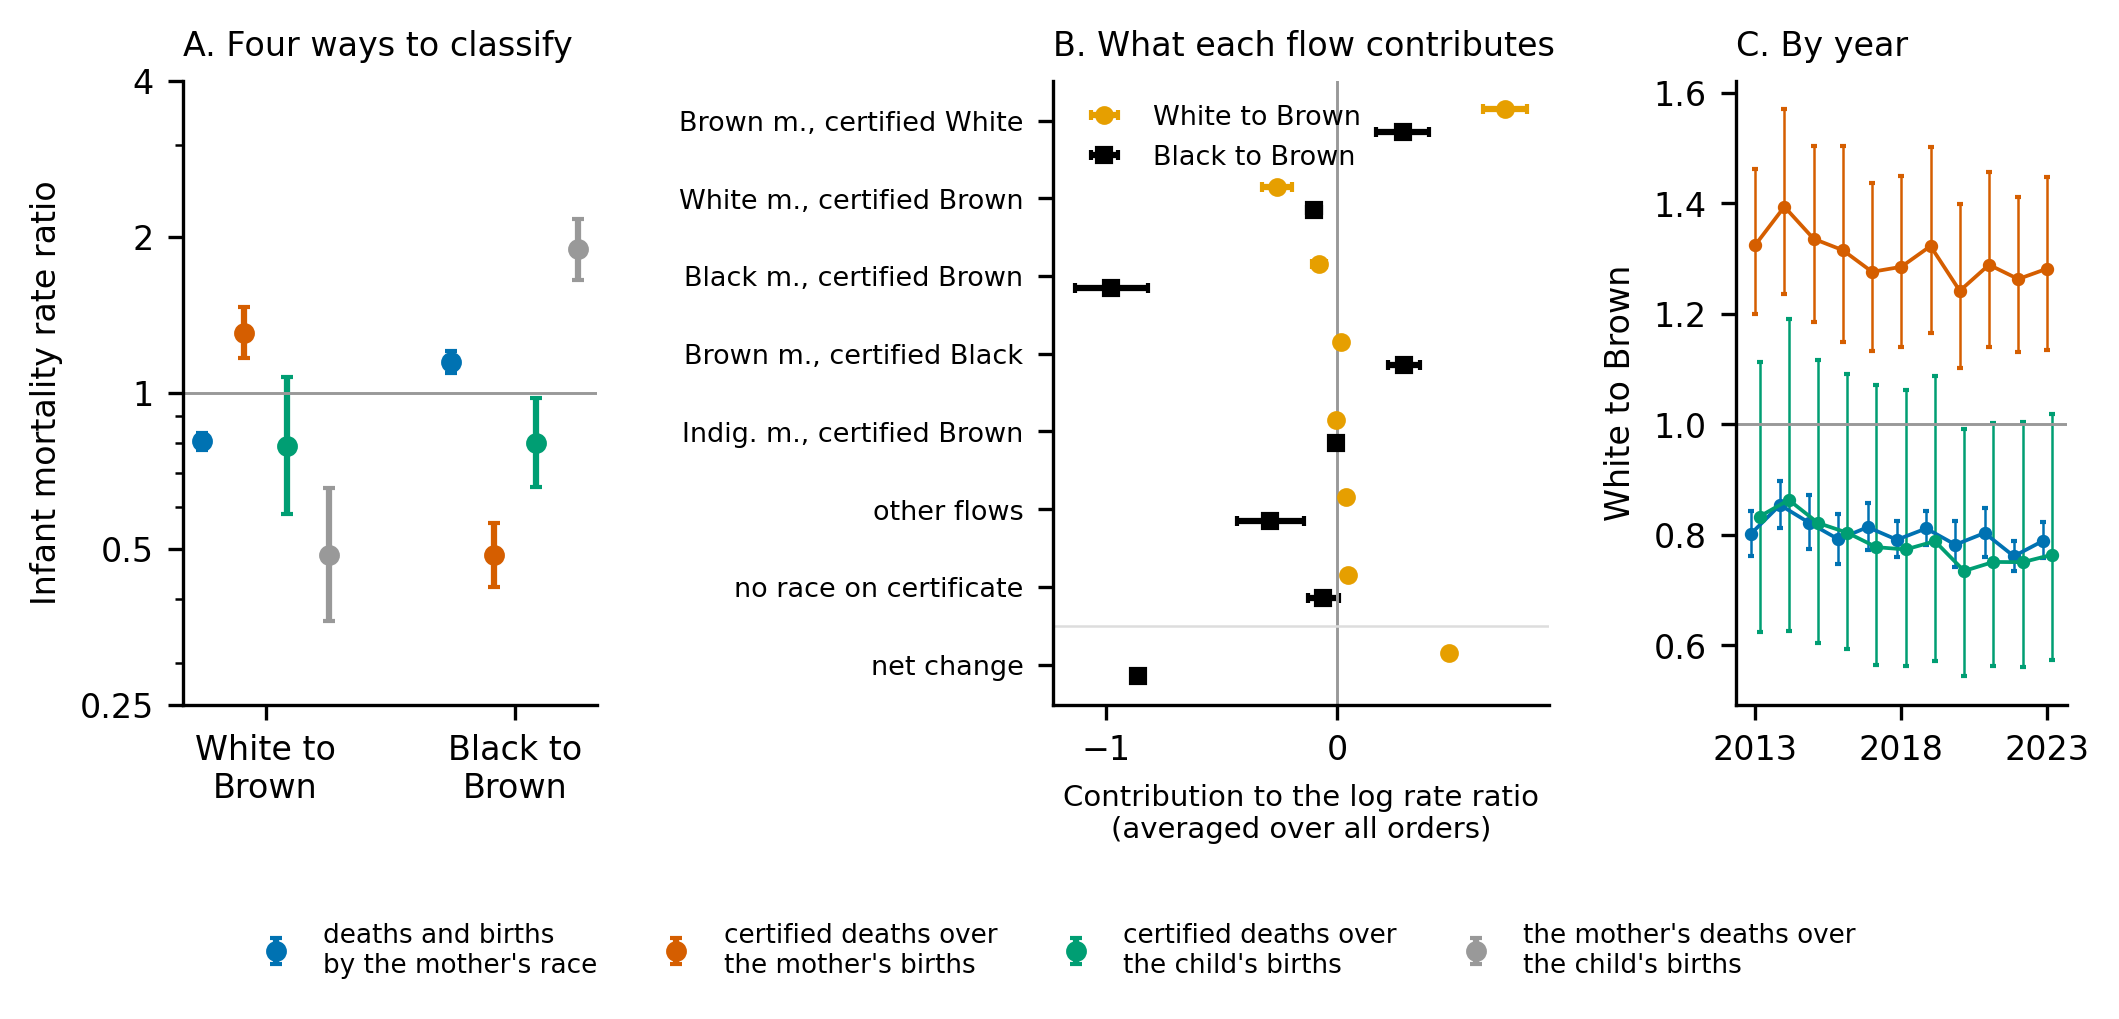 A. Four ways to classify
Infant mortality rate ratio
4
2
1
0.5
0.25
White to
Brown
Black to
Brown
B. What each flow contributes
White to Brown
Black to Brown
Brown m., certified White
White m., certified Brown
Black m., certified Brown
Brown m., certified Black
Indig. m., certified Brown
other flows
no race on certificate
net change
−1
0
Contribution to the log rate ratio
(averaged over all orders)
C. By year
White to Brown
1.6
1.4
1.2
1.0
0.8
0.6
2013
2018
2023
deaths and births
by the mother's race
certified deaths over
the mother's births
certified deaths over
the child's births
the mother's deaths over
the child's births